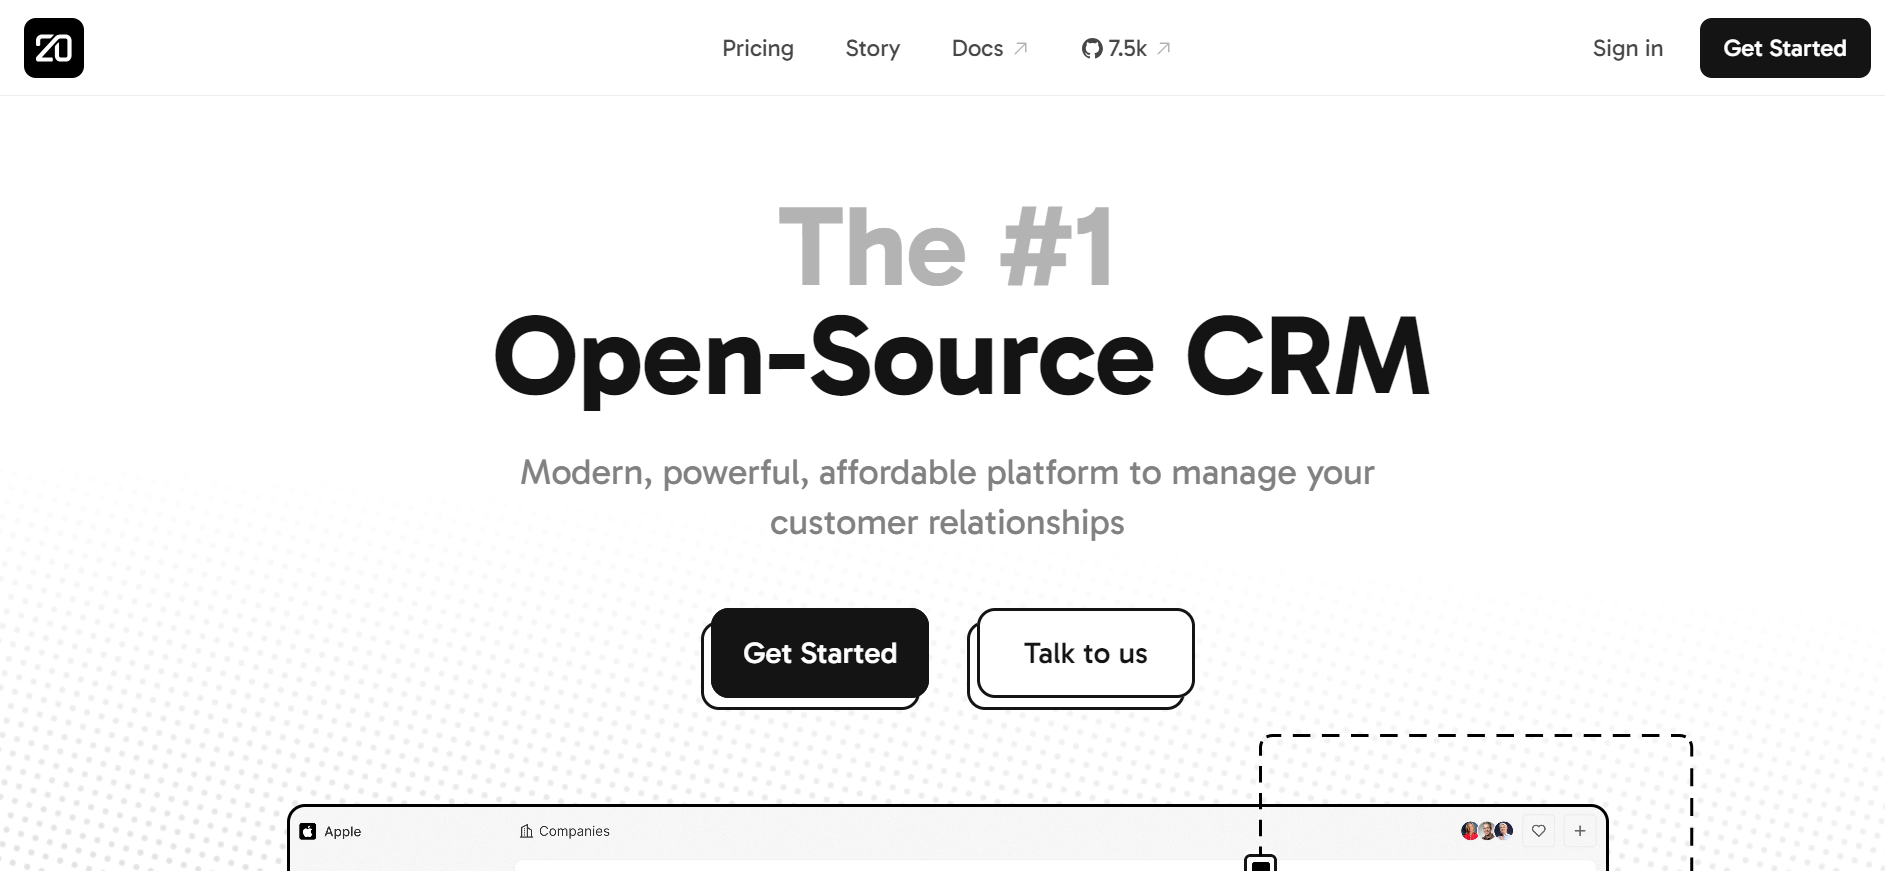 20
Pricing
Story
Docs
7.5k
Sign in
Get Started
The #1
Open-Source CRM
Modern, powerful, affordable platform to manage your
customer relationships
Get Started
Talk to us
Apple
Companies